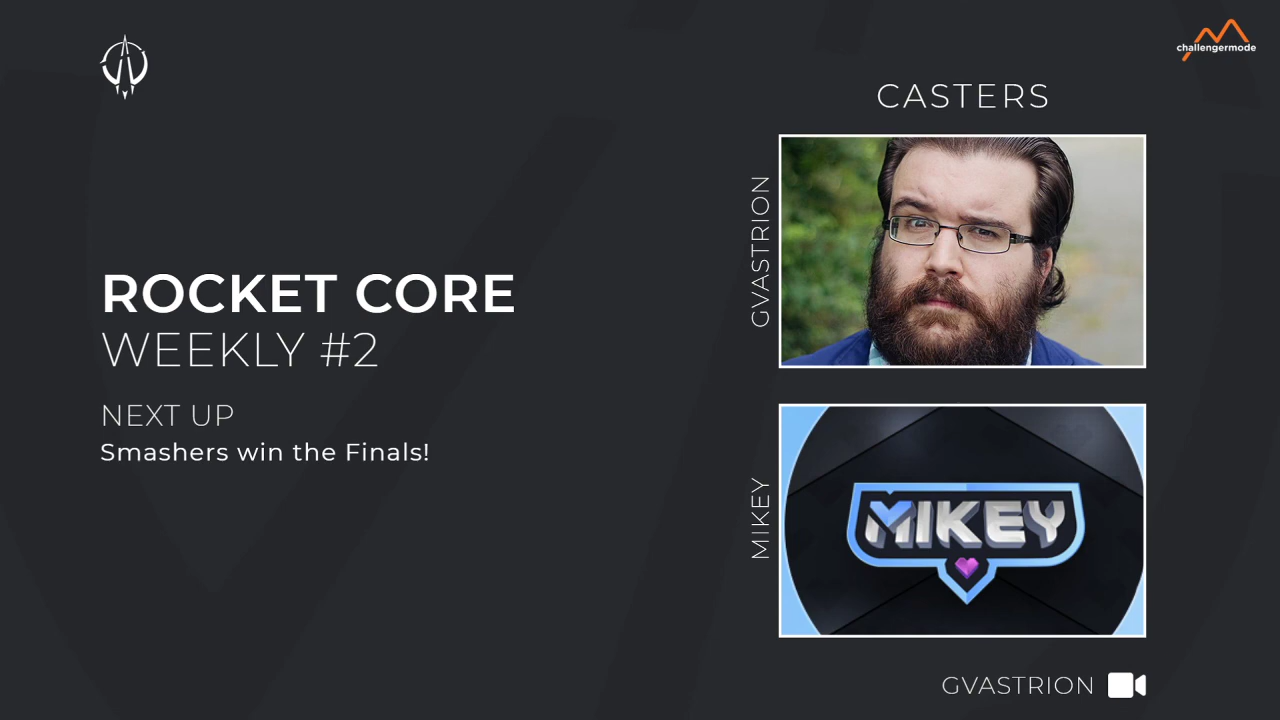 challengermode
ROCKET CORE
WEEKLY #2
NEXT UP
Smashers win the Finals!
CASTERS
GVASTRION
MIKEY
MIKEY
GVASTRION